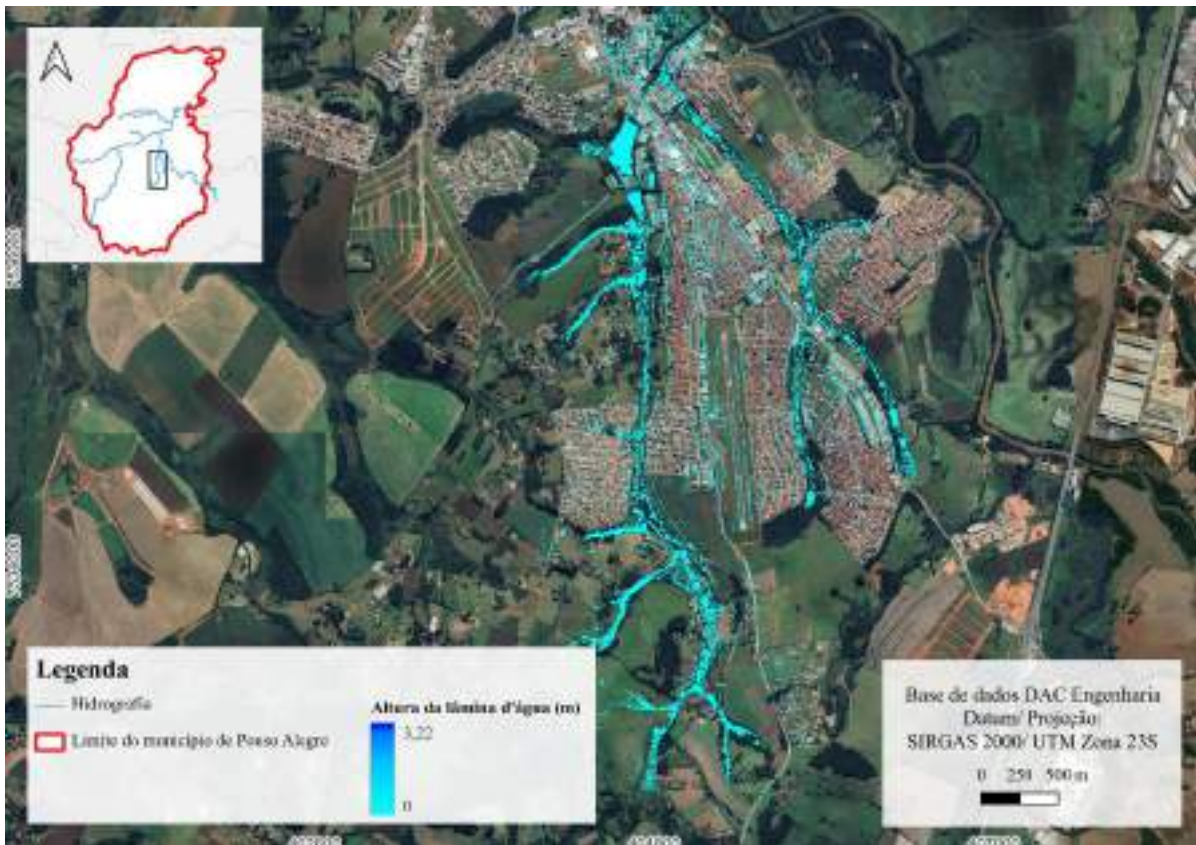 Legenda
Hidrografia
Limite do município de Pouso Alegre
Altura da lâmina d'água (m)
3,22
0
Base de dados DAC Engenharia
Datum/ Projeção:
SIRGAS 2000/ UTM Zona 23S
0 250 500 m